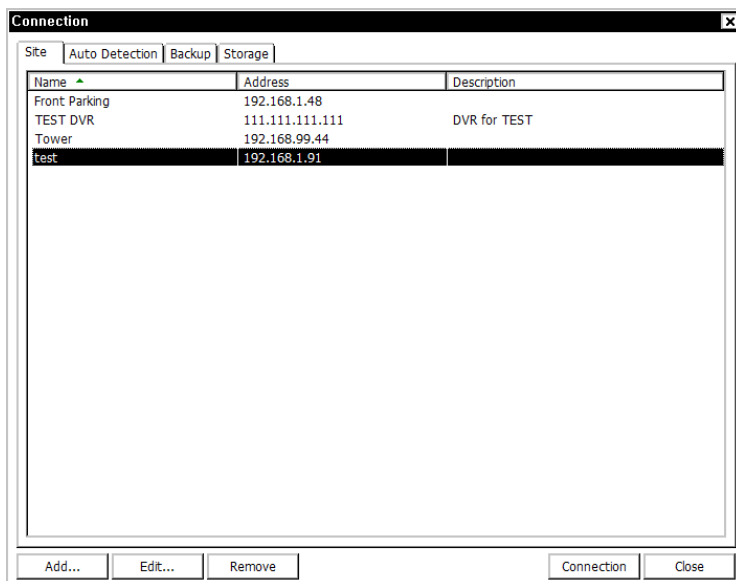 Connection
Site Auto Detection Backup Storage
Name Address Description
Front Parking 192.168.1.48
TEST DVR 111.111.111.111 DVR for TEST
Tower 192.168.99.44
test 192.168.1.91
Add... Edit... Remove Connection Close